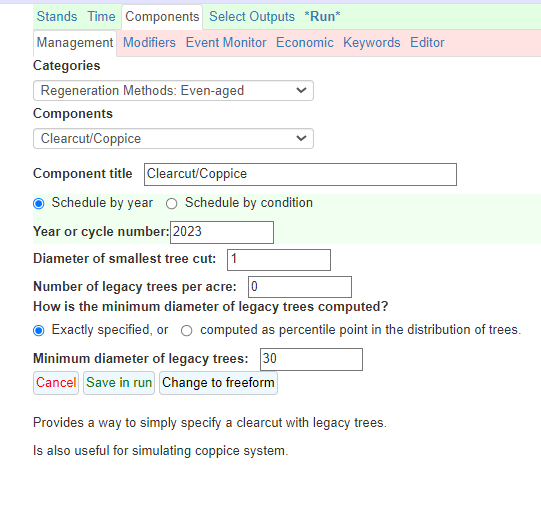 Stands Time Components Select Outputs *Run*
Management Modifiers Event Monitor Economic Keywords Editor
Categories
Regeneration Methods: Even-aged
Components
Clearcut/Coppice
Component title Clearcut/Coppice
Schedule by year Schedule by condition
Year or cycle number: 2023
Diameter of smallest tree cut: 1
Number of legacy trees per acre: 0
How is the minimum diameter of legacy trees computed?
Exactly specified, or computed as percentile point in the distribution of trees.
Minimum diameter of legacy trees: 30
Cancel Save in run Change to freeform
Provides a way to simply specify a clearcut with legacy trees.
Is also useful for simulating coppice system.